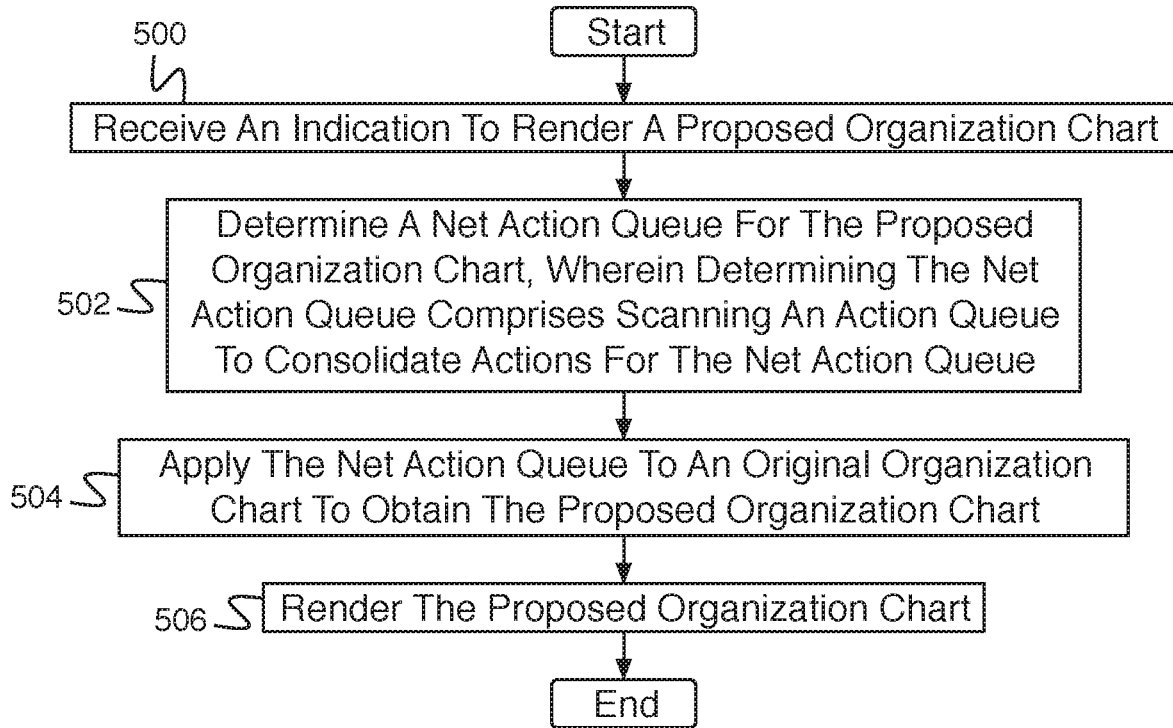 Start
500
Receive An Indication To Render A Proposed Organization Chart
Determine A Net Action Queue For The Proposed
Organization Chart, Wherein Determining The Net
Action Queue Comprises Scanning An Action Queue
To Consolidate Actions For The Net Action Queue
502
Apply The Net Action Queue To An Original Organization
Chart To Obtain The Proposed Organization Chart
504
Render The Proposed Organization Chart
506
End